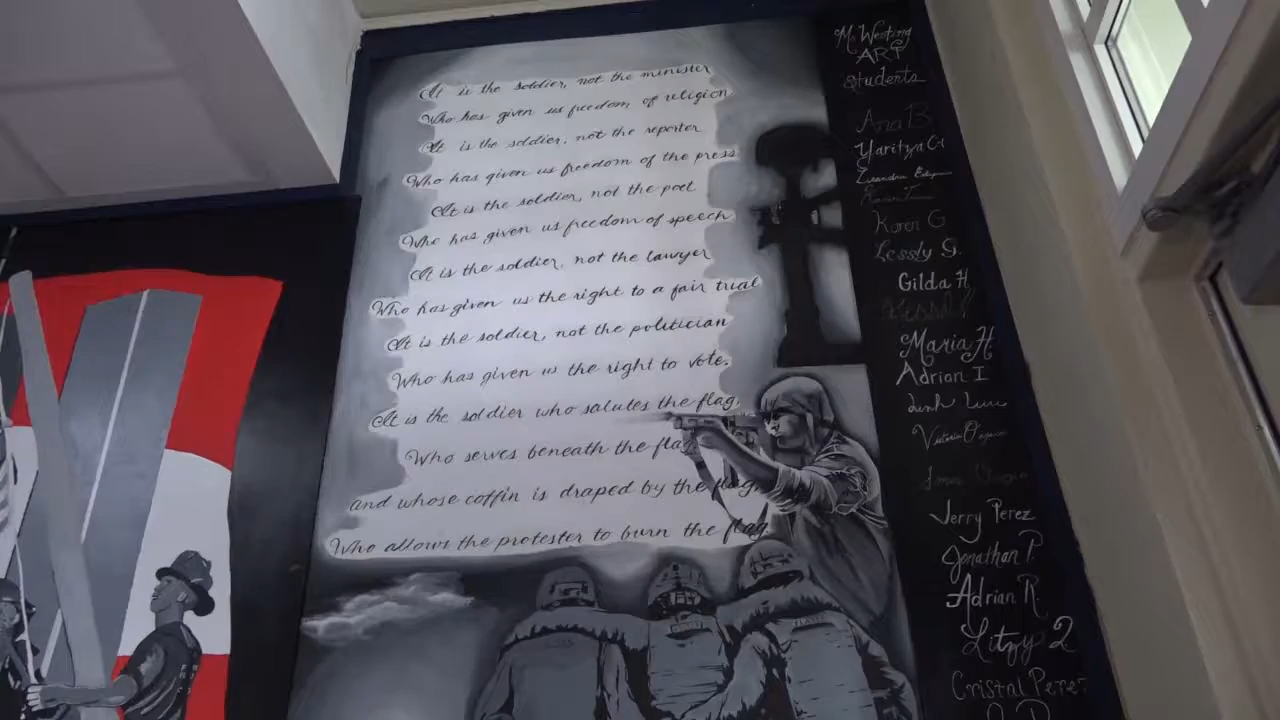 It is the soldier, not the minister
Who has given us freedom of religion
It is the soldier, not the reporter
Who has given us freedom of the press
It is the soldier, not the poet
Who has given us freedom of speech
It is the soldier, not the lawyer
Who has given us the right to a fair trial
It is the soldier, not the politician
Who has given us the right to vote.
It is the soldier who salutes the flag,
Who serves beneath the flag
and whose coffin is draped by the flag
Who allows the protester to burn the flag
ART
Students
Ana B
Yaritza G
Karen G
Lessly G.
Gilda H
Maria H
Adrian I
Linh Luu
Victoria
Jerry Perez
Jonathan P.
Adrian R.
Litzy 2
Cristal Perez